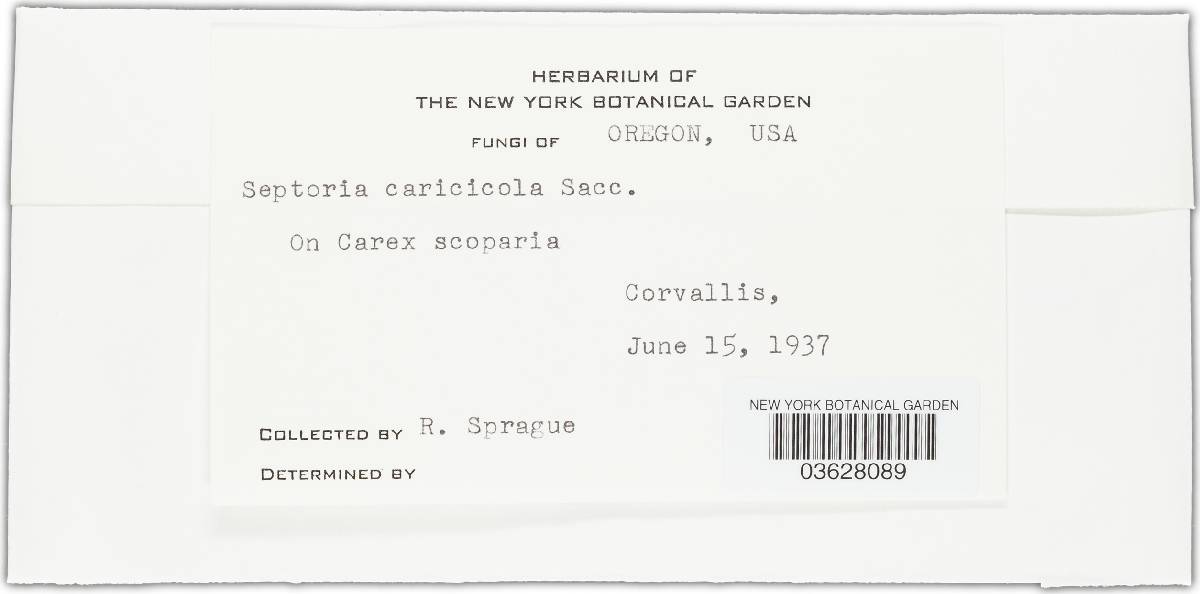 HERBARIUM OF
THE NEW YORK BOTANICAL GARDEN
FUNGI OF OREGON, USA
Septoria caricicola Sacc.
On Carex scoparia
Corvallis,
June 15, 1937
COLLECTED BY R. Sprague
DETERMINED BY
NEW YORK BOTANICAL GARDEN
03628089